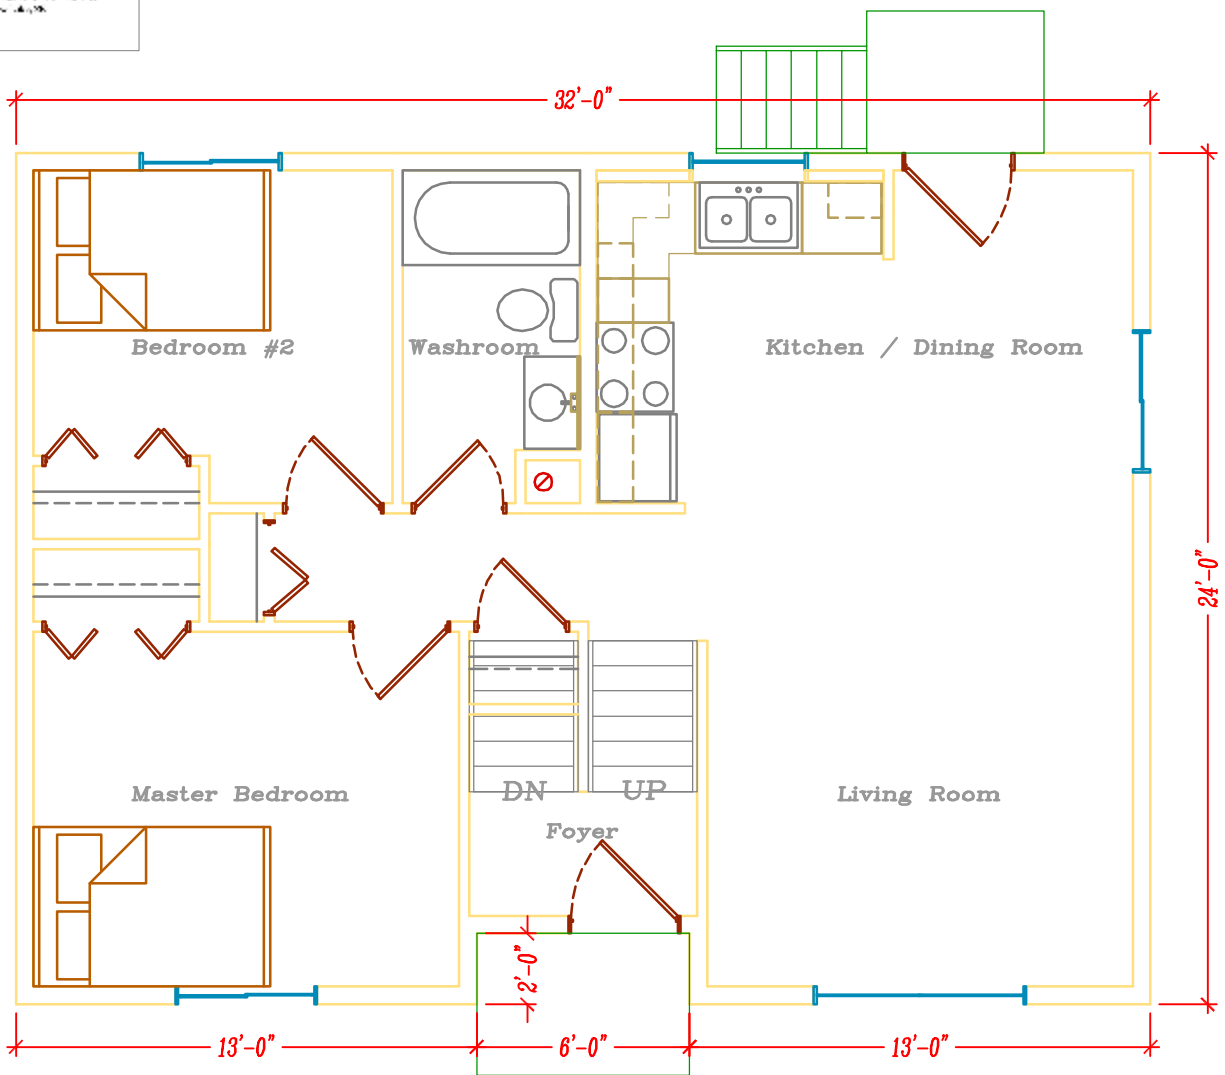 32'-0"
Bedroom #2
Washroom
Kitchen / Dining Room
24'-0"
DN
UP
Master Bedroom
Living Room
Foyer
2'-0"
13'-0"
6'-0"
13'-0"